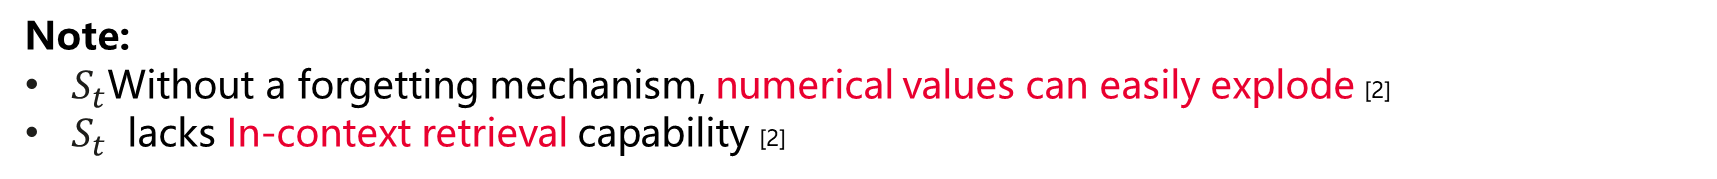 Note:
• S_t Without a forgetting mechanism, numerical values can easily explode [2]
• S_t lacks In-context retrieval capability [2]